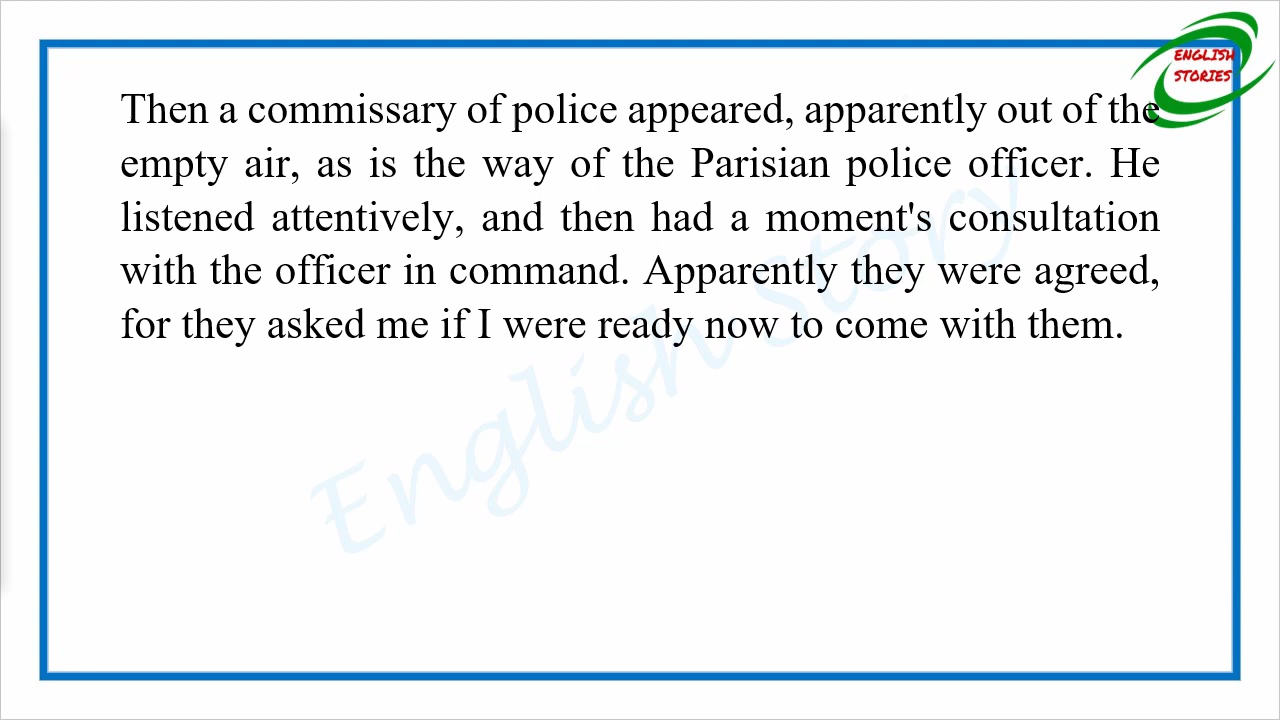 ENGLISH
STORIES
Then a commissary of police appeared, apparently out of the
empty air, as is the way of the Parisian police officer. He
listened attentively, and then had a moment's consultation
with the officer in command. Apparently they were agreed,
for they asked me if I were ready now to come with them.
English Story